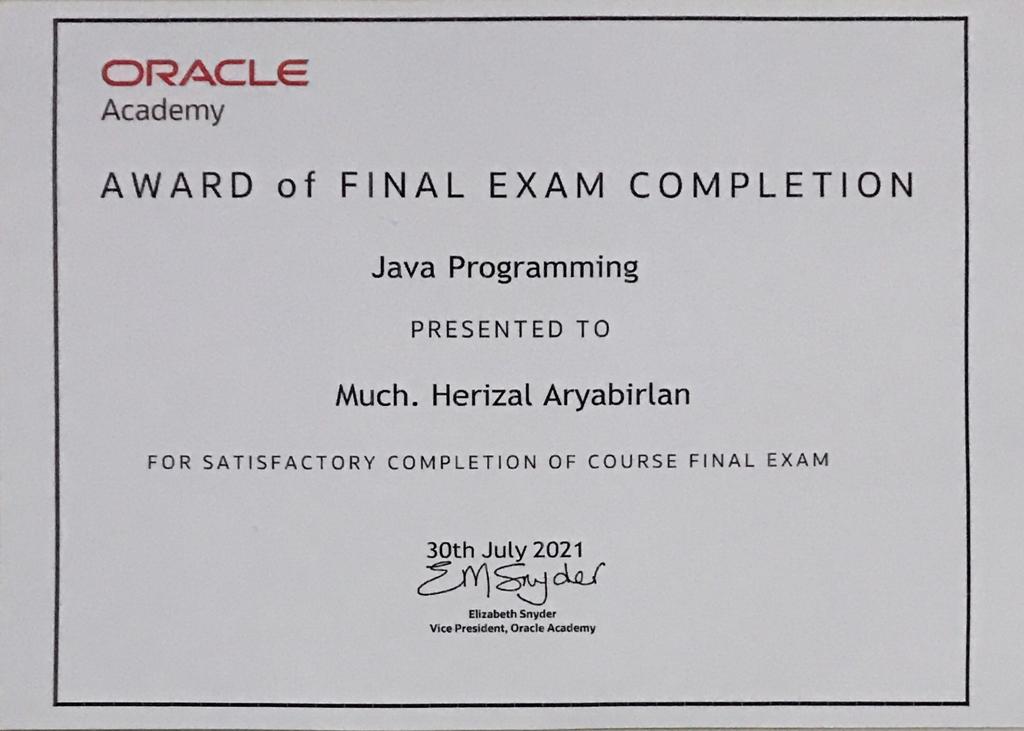 ORACLE
Academy
AWARD of FINAL EXAM COMPLETION
Java Programming
PRESENTED TO
Much. Herizal Aryabirlan
FOR SATISFACTORY COMPLETION OF COURSE FINAL EXAM
30th July 2021
EMSnyder
Elizabeth Snyder
Vice President, Oracle Academy